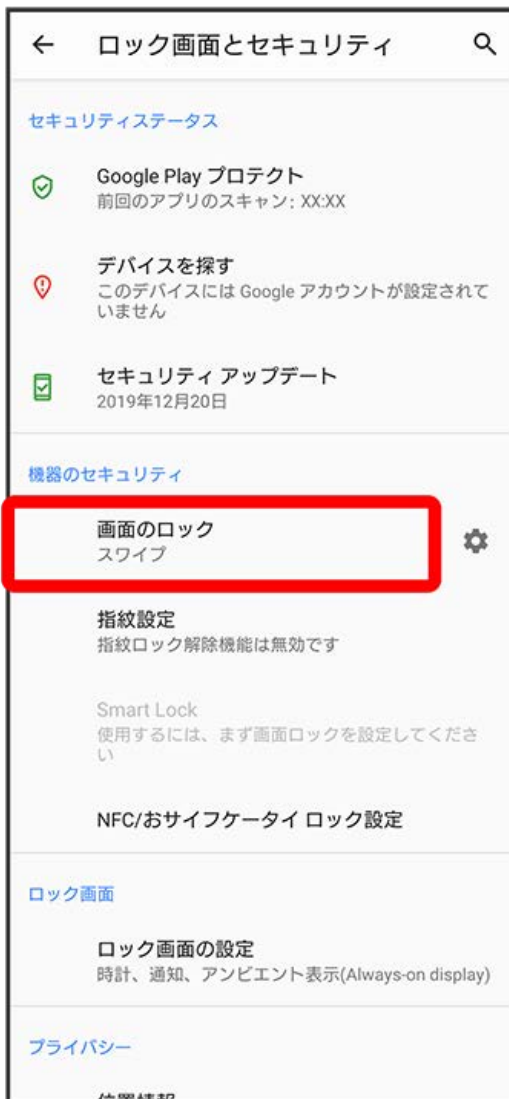 ロック画面とセキュリティ
セキュリティステータス
Google Play プロテクト
前回のアプリのスキャン: XX:XX
デバイスを探す
このデバイスには Google アカウントが設定されて
いません
セキュリティ アップデート
2019年12月20日
機器のセキュリティ
画面のロック
スワイプ
指紋設定
指紋ロック解除機能は無効です
Smart Lock
使用するには、まず画面ロックを設定してくださ
い
NFC/おサイフケータイ ロック設定
ロック画面
ロック画面の設定
時計、通知、アンビエント表示(Always-on display)
プライバシー